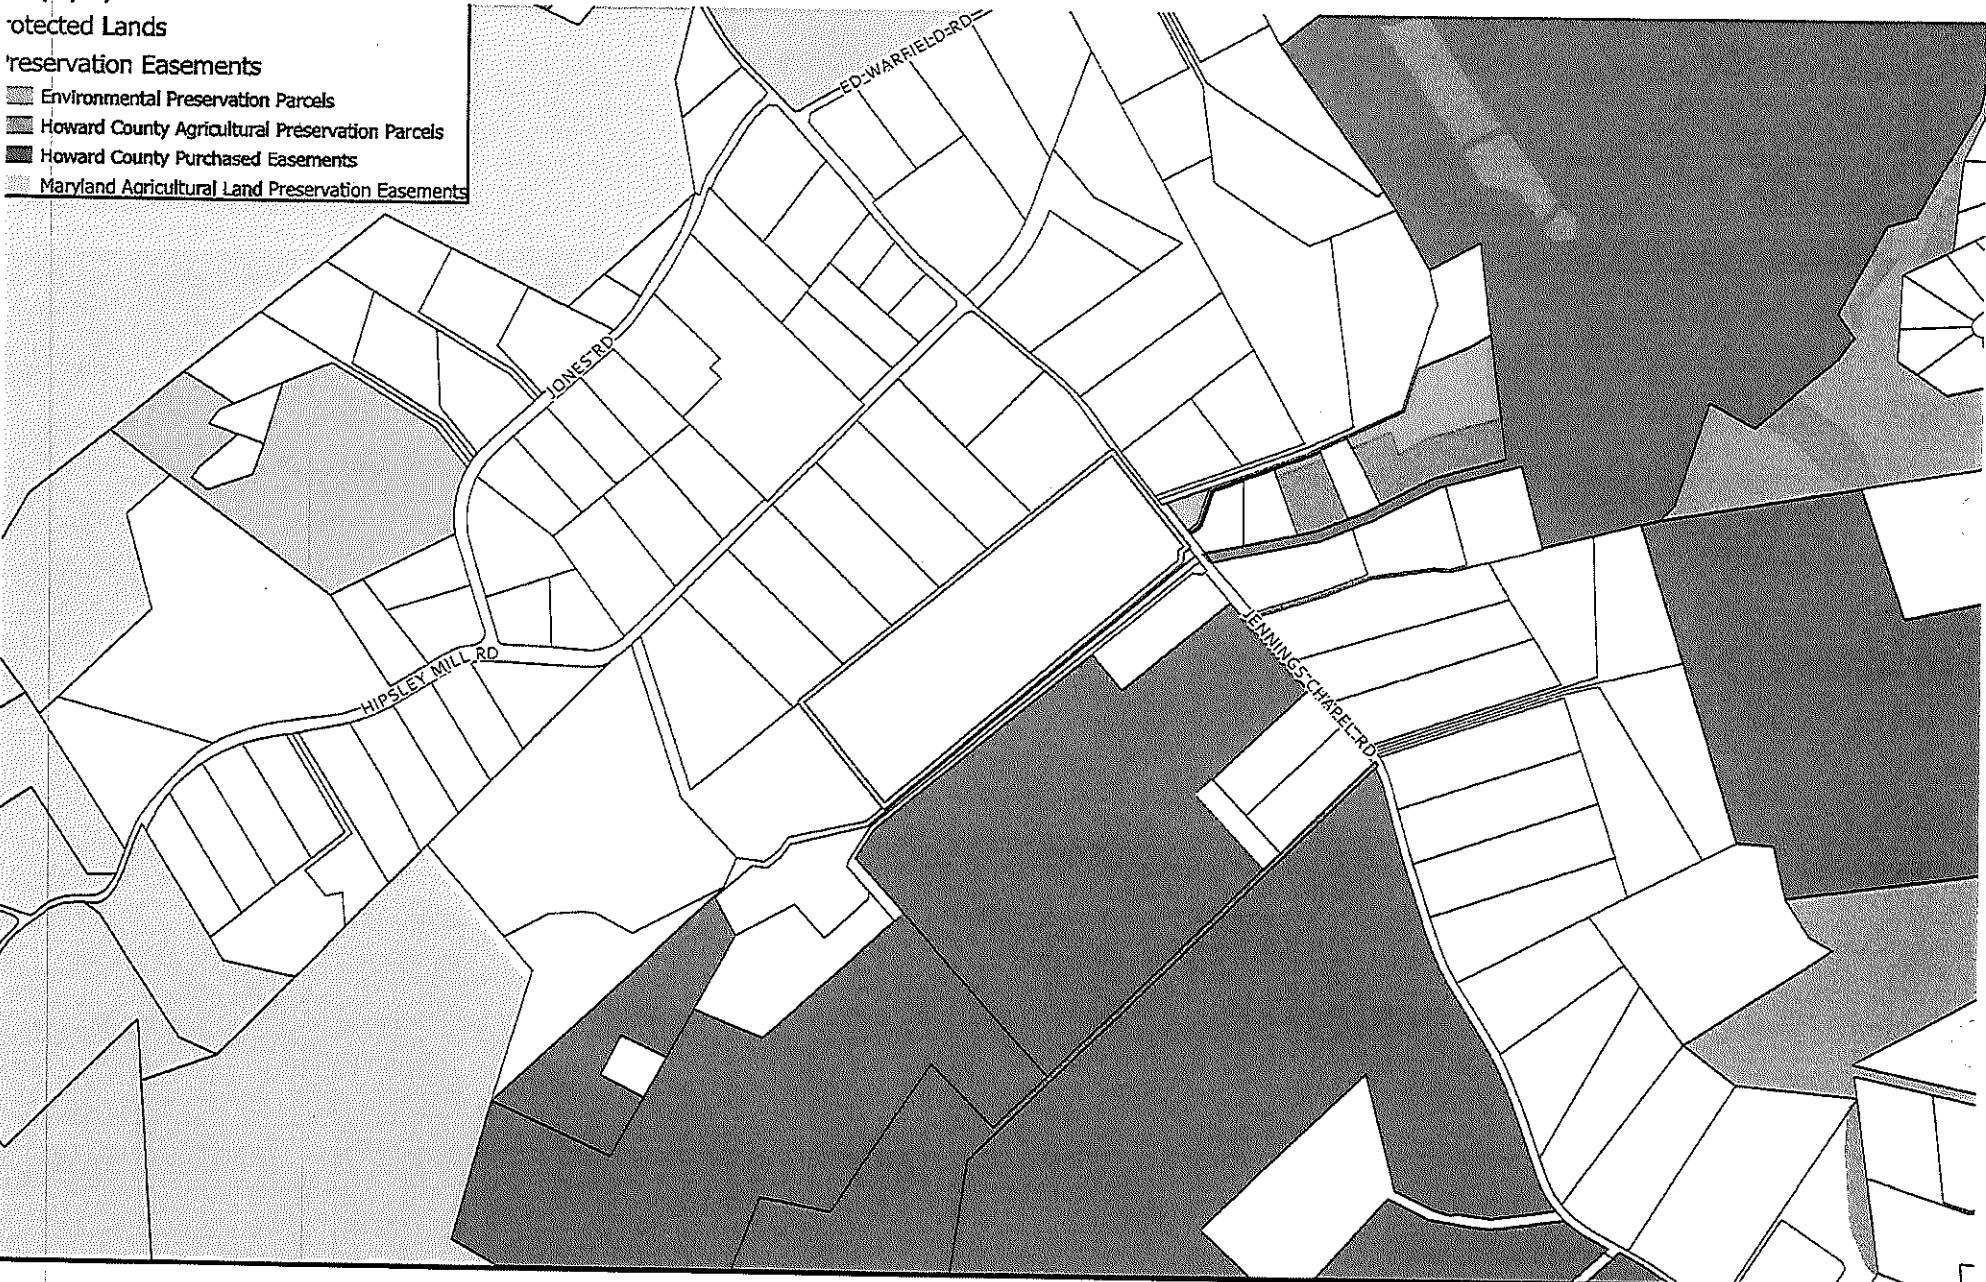 otected Lands
reservation Easements
Environmental Preservation Parcels
Howard County Agricultural Preservation Parcels
Howard County Purchased Easements
Maryland Agricultural Land Preservation Easements
ED WARFIELD RD
JONES RD
JENNINGS CHAPEL RD
HIPSLEY MILL RD